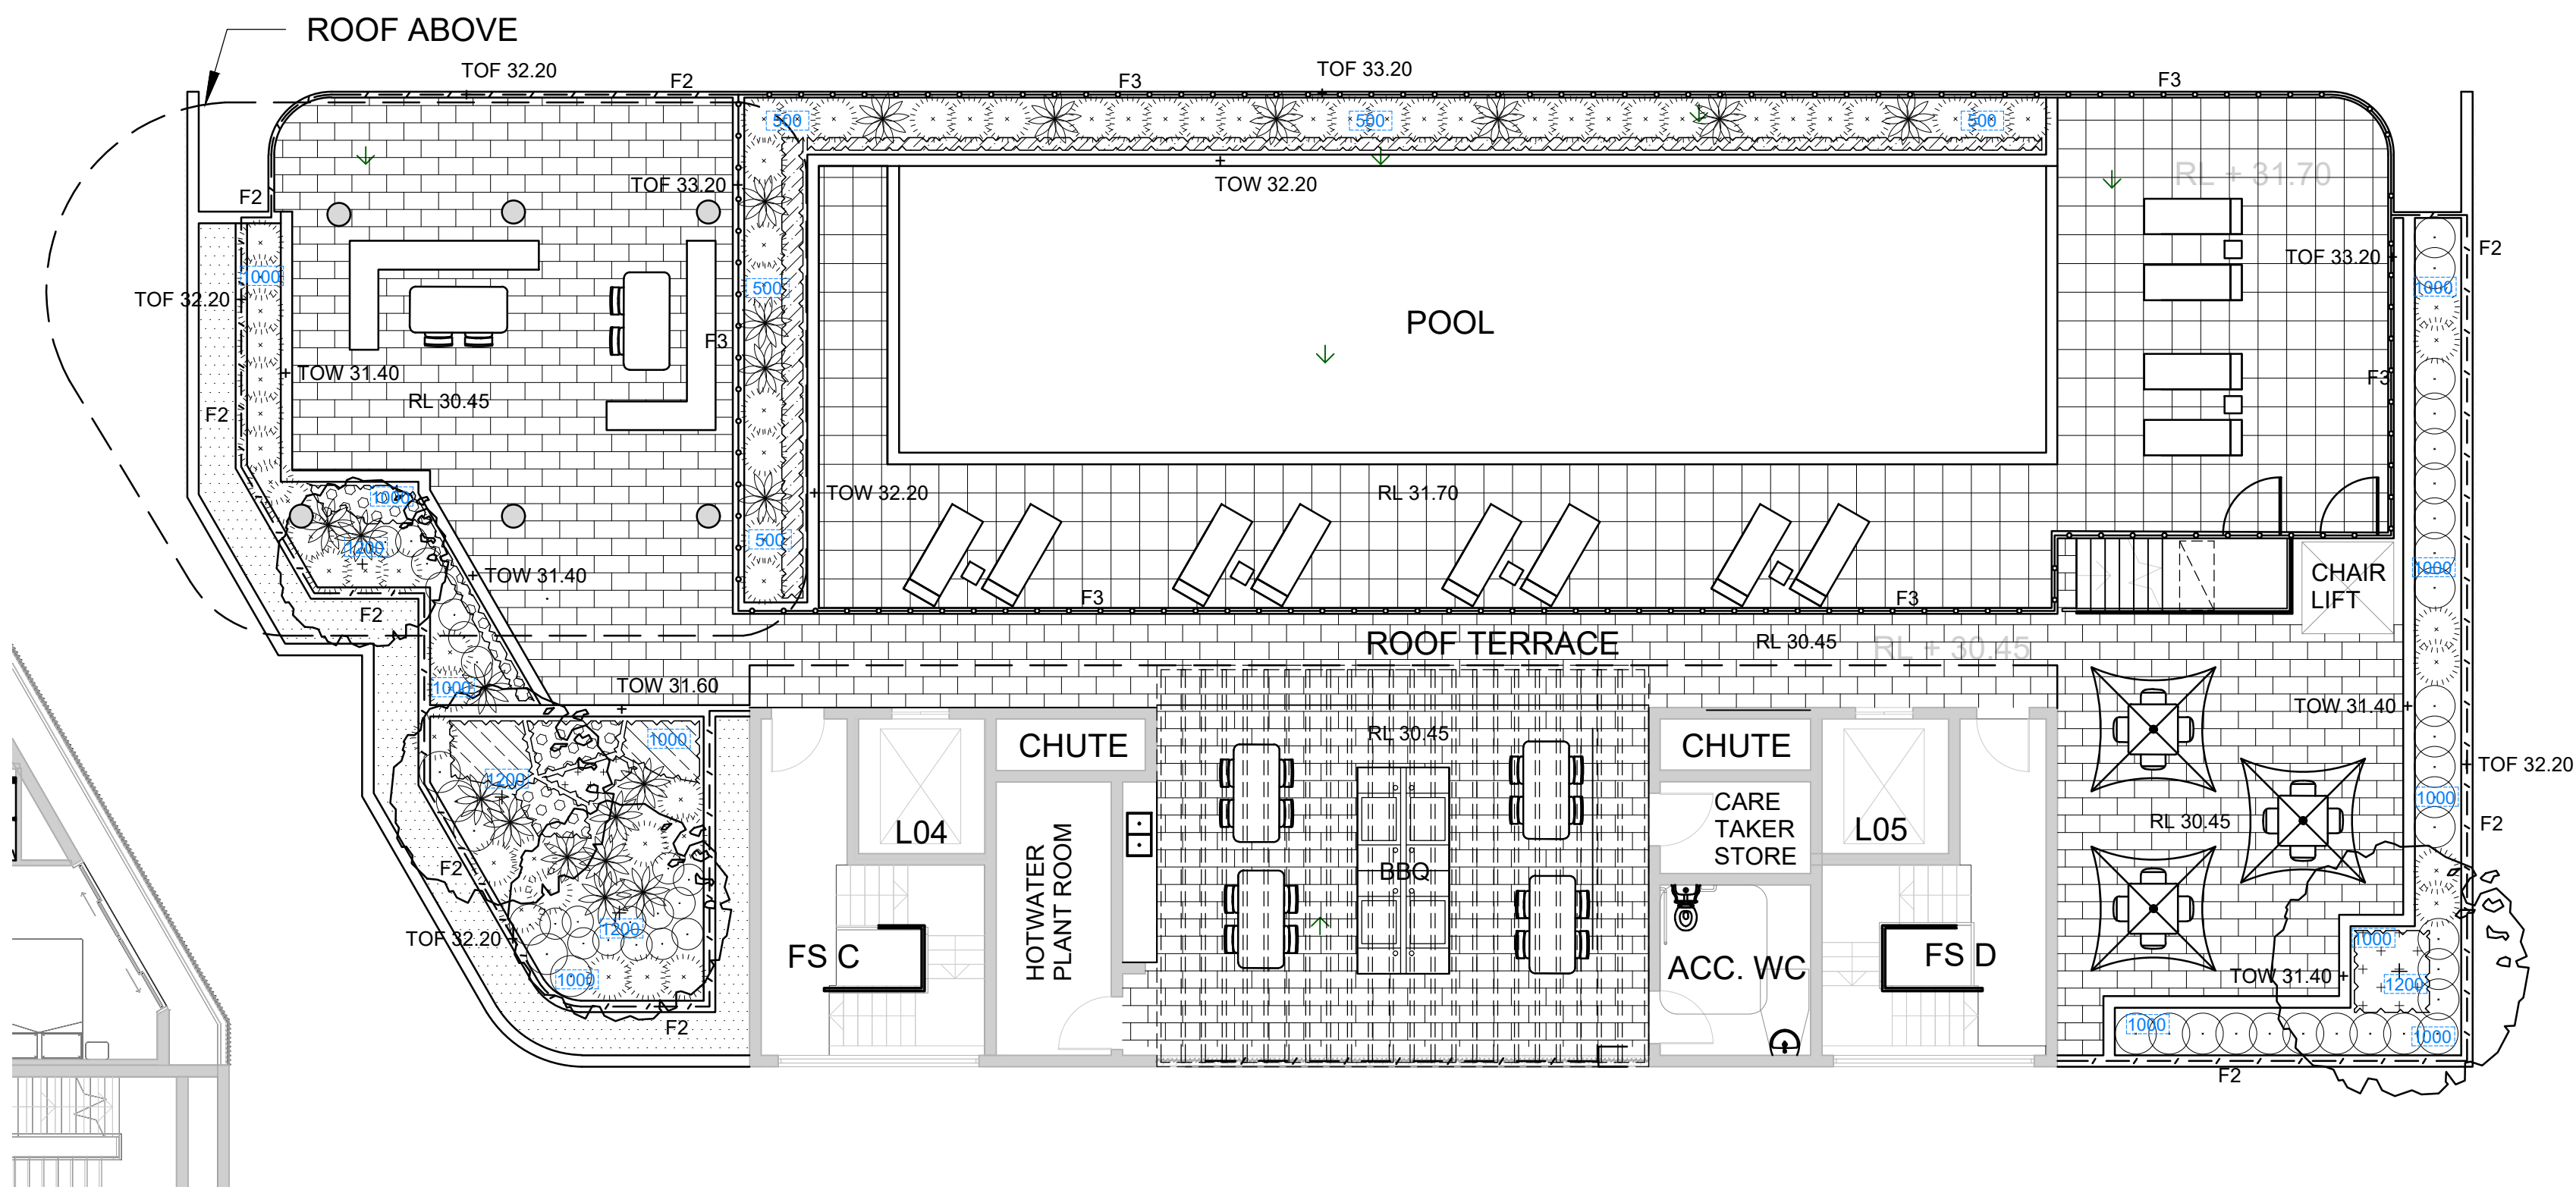 ROOF ABOVE
TOF 32.20
F2
F3
TOF 33.20
F3
500
500
500
RL + 31.70
TOF 33.20
TOW 32.20
F2
F2
TOF 33.20
1000
500
1000
TOF 32.20
POOL
F3
TOW 31.40
F3
RL 30.45
F2
1000
TOW 32.20
RL 31.70
500
1200
1000
TOW 31.40
CHAIR
LIFT
F3
F3
F2
ROOF TERRACE
RL 30.45
RL + 30.45
1000
TOW 31.60
TOW 31.40
RL 30.45
1000
CHUTE
CHUTE
TOF 32.20
1200
1000
CARE
TAKER
STORE
L04
L05
RL 30.45
F2
F2
BBQ
HOTWATER
PLANT ROOM
1200
TOF 32.20
1000
FS C
FS D
ACC. WC
TOW 31.40
1000
1200
F2
1000
1000
F2